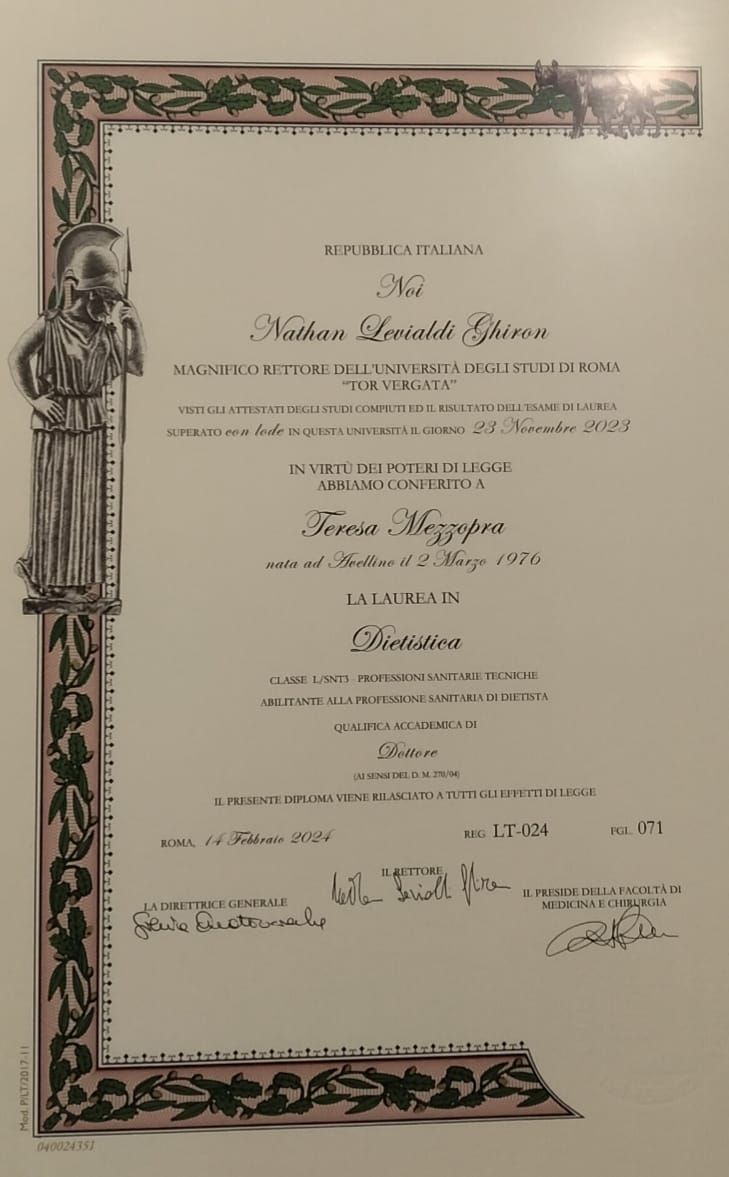 REPUBBLICA ITALIANA
Noi
Nathan Levialdi Ghiron
MAGNIFICO RETTORE DELL'UNIVERSITÀ DEGLI STUDI DI ROMA
"TOR VERGATA"
VISTI GLI ATTESTATI DEGLI STUDI COMPIUTI ED IL RISULTATO DELL'ESAME DI LAUREA
SUPERATO con lode IN QUESTA UNIVERSITÀ IL GIORNO 23 Novembre 2023
IN VIRTÙ DEI POTERI DI LEGGE
ABBIAMO CONFERITO A
Teresa Mezzopra
nata ad Avellino il 2 Marzo 1976
LA LAUREA IN
Dietistica
CLASSE L/SNT3 - PROFESSIONI SANITARIE TECNICHE
ABILITANTE ALLA PROFESSIONE SANITARIA DI DIETISTA
QUALIFICA ACCADEMICA DI
Dottore
(AI SENSI DEL D. M. 270/04)
IL PRESENTE DIPLOMA VIENE RILASCIATO A TUTTI GLI EFFETTI DI LEGGE
ROMA, 14 Febbraio 2024 REG LT-024 FGL. 071
IL RETTORE
LA DIRETTRICE GENERALE
IL PRESIDE DELLA FACOLTÀ DI
MEDICINA E CHIRURGIA
Mod. P/LT/2017-11
040024351